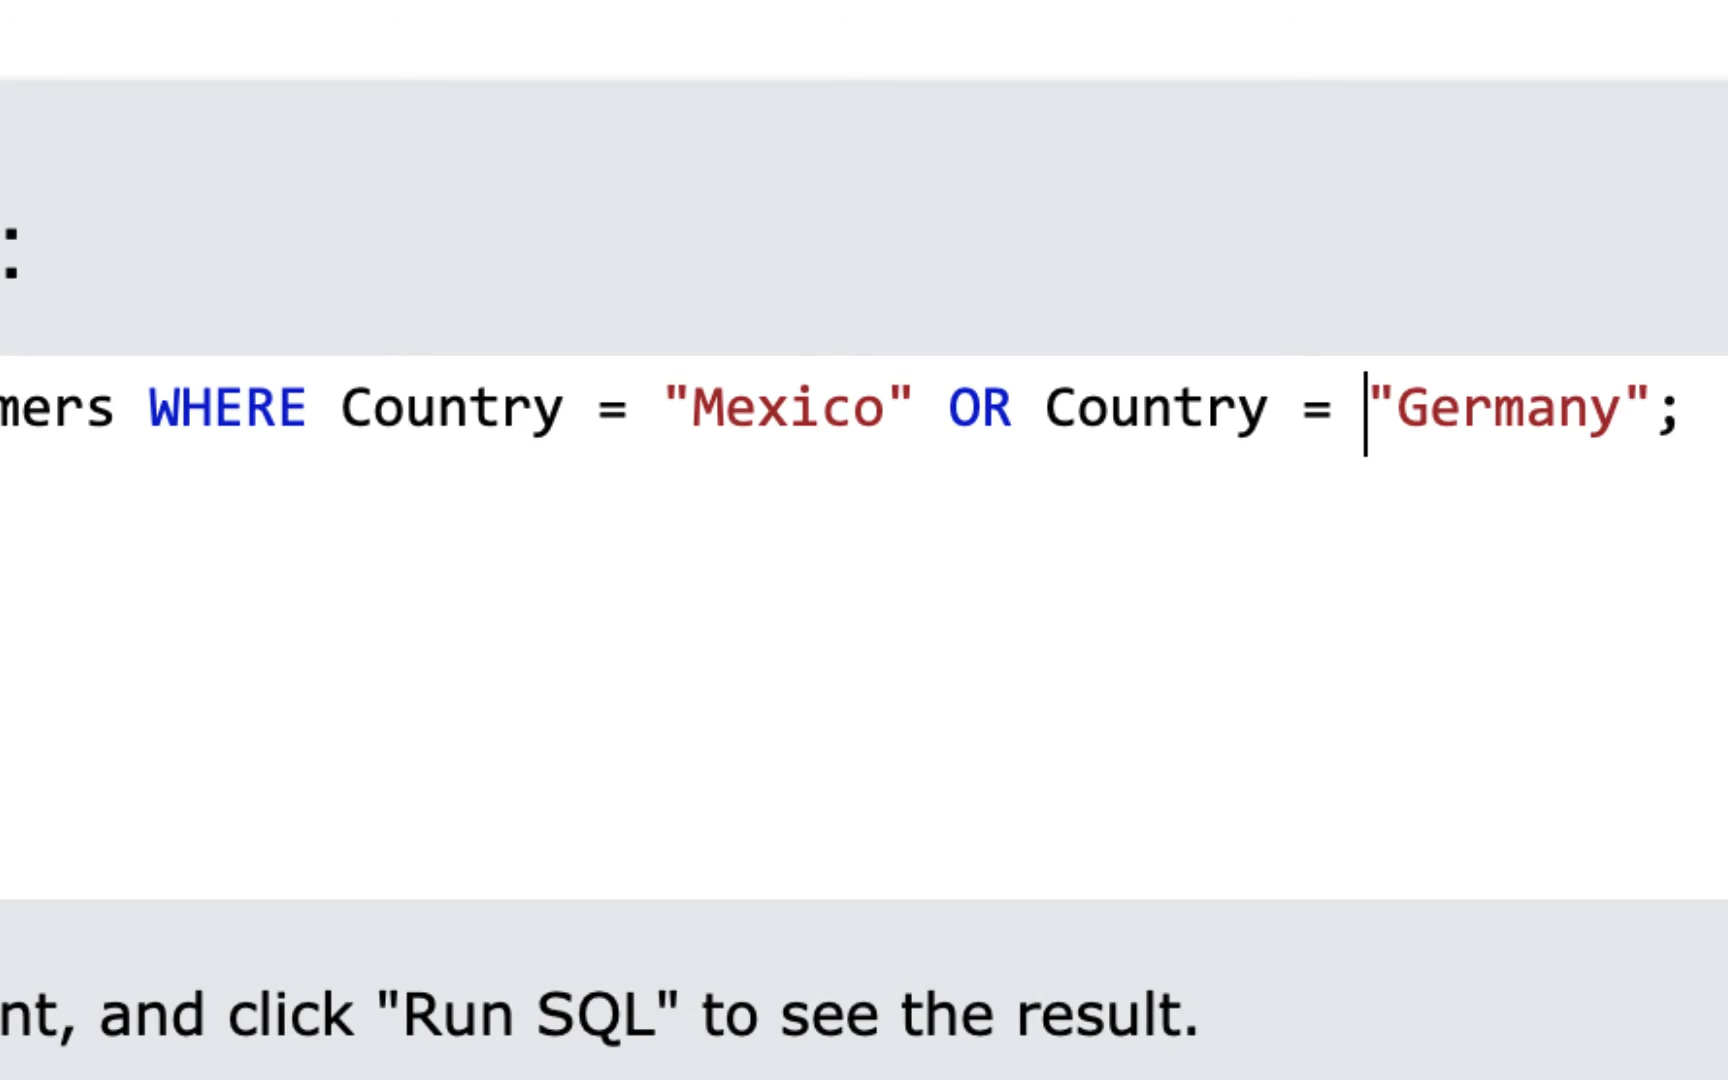 :
mers WHERE Country = "Mexico" OR Country = "Germany";
nt, and click "Run SQL" to see the result.